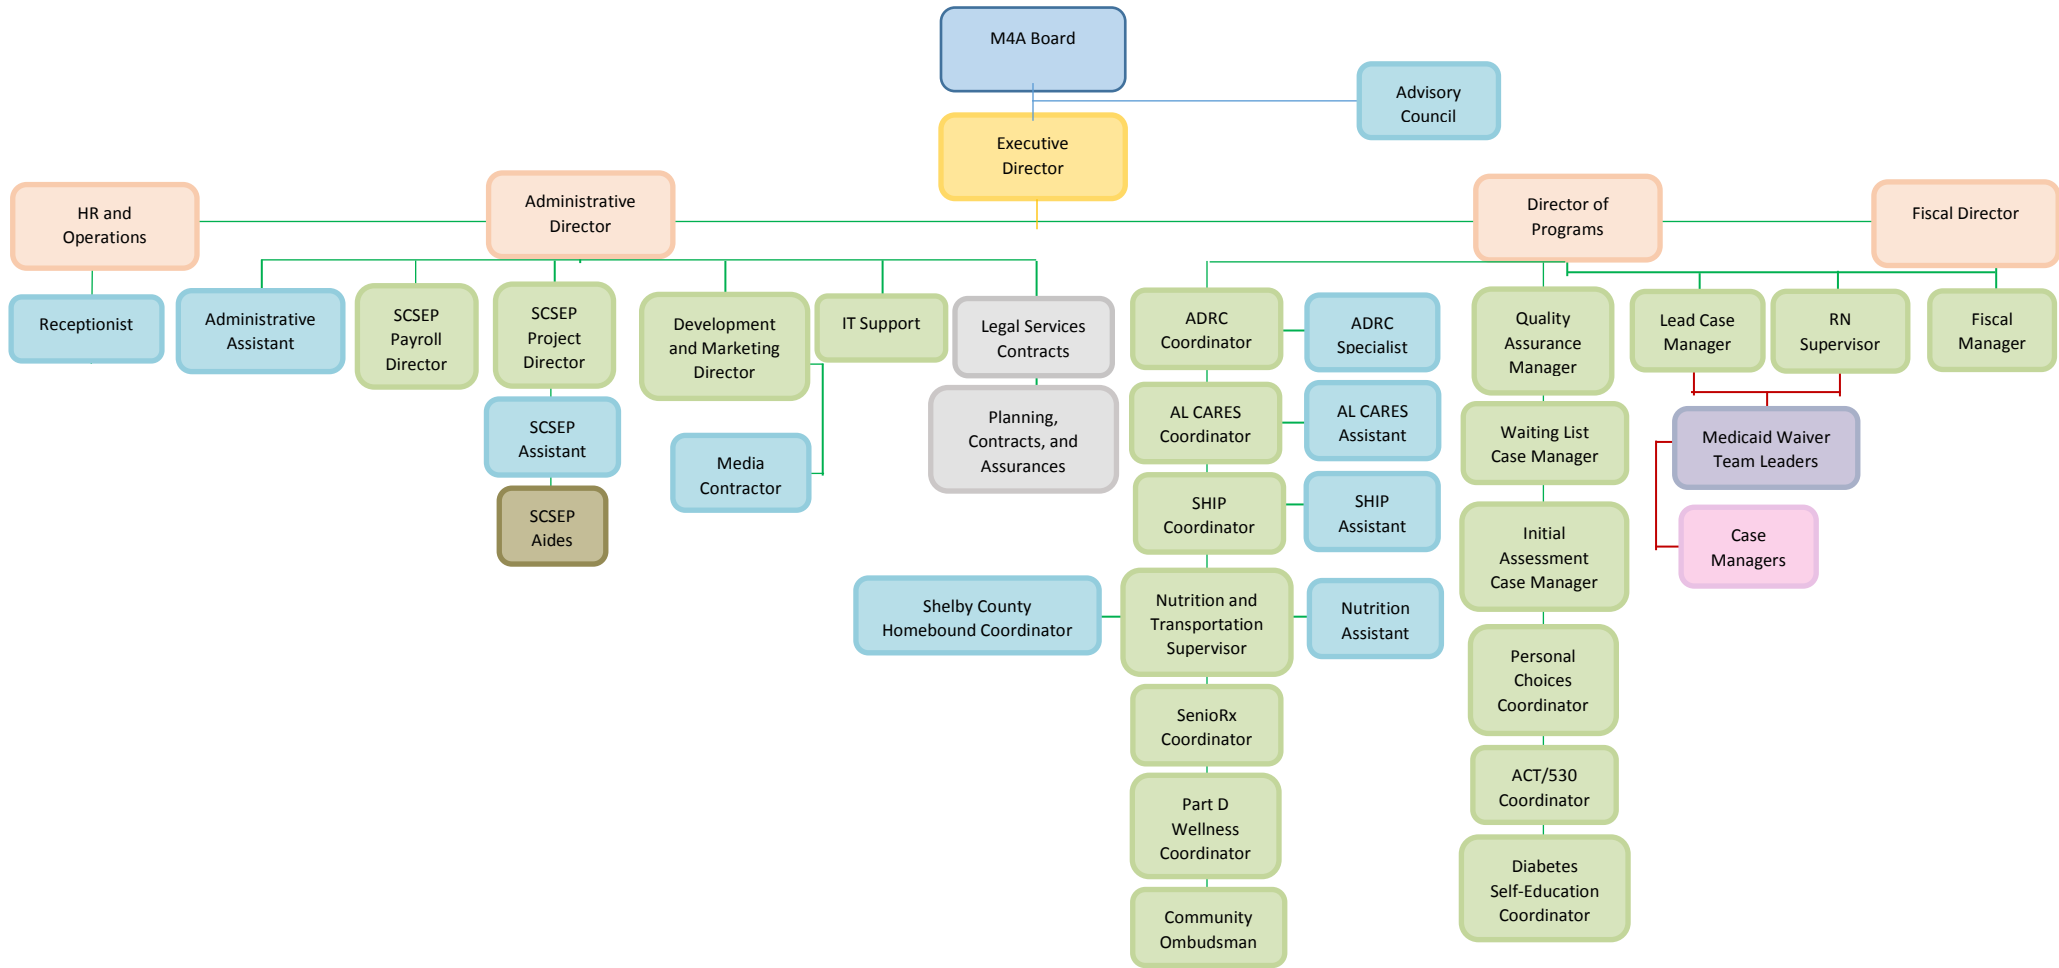 M4A Board
Advisory
Council
Executive
Director
HR and
Operations
Administrative
Director
Director of
Programs
Fiscal Director
Receptionist
Administrative
Assistant
SCSEP
Payroll
Director
SCSEP
Project
Director
Development
and Marketing
Director
IT Support
Legal Services
Contracts
ADRC
Coordinator
ADRC
Specialist
Quality
Assurance
Manager
Lead Case
Manager
RN
Supervisor
Fiscal
Manager
SCSEP
Assistant
Media
Contractor
Planning,
Contracts, and
Assurances
AL CARES
Coordinator
AL CARES
Assistant
Waiting List
Case Manager
Medicaid Waiver
Team Leaders
SCSEP
Aides
SHIP
Coordinator
SHIP
Assistant
Initial
Assessment
Case Manager
Case
Managers
Shelby County
Homebound Coordinator
Nutrition and
Transportation
Supervisor
Nutrition
Assistant
Personal
Choices
Coordinator
SenioRx
Coordinator
ACT/530
Coordinator
Part D
Wellness
Coordinator
Diabetes
Self-Education
Coordinator
Community
Ombudsman